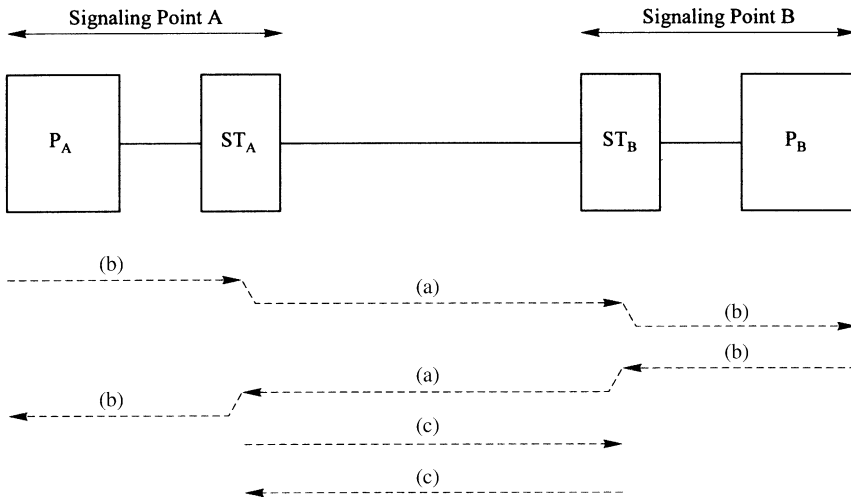 Signaling Point A
Signaling Point B
P_A
ST_A
ST_B
P_B
(b)
(a)
(b)
(b)
(a)
(b)
(c)
(c)